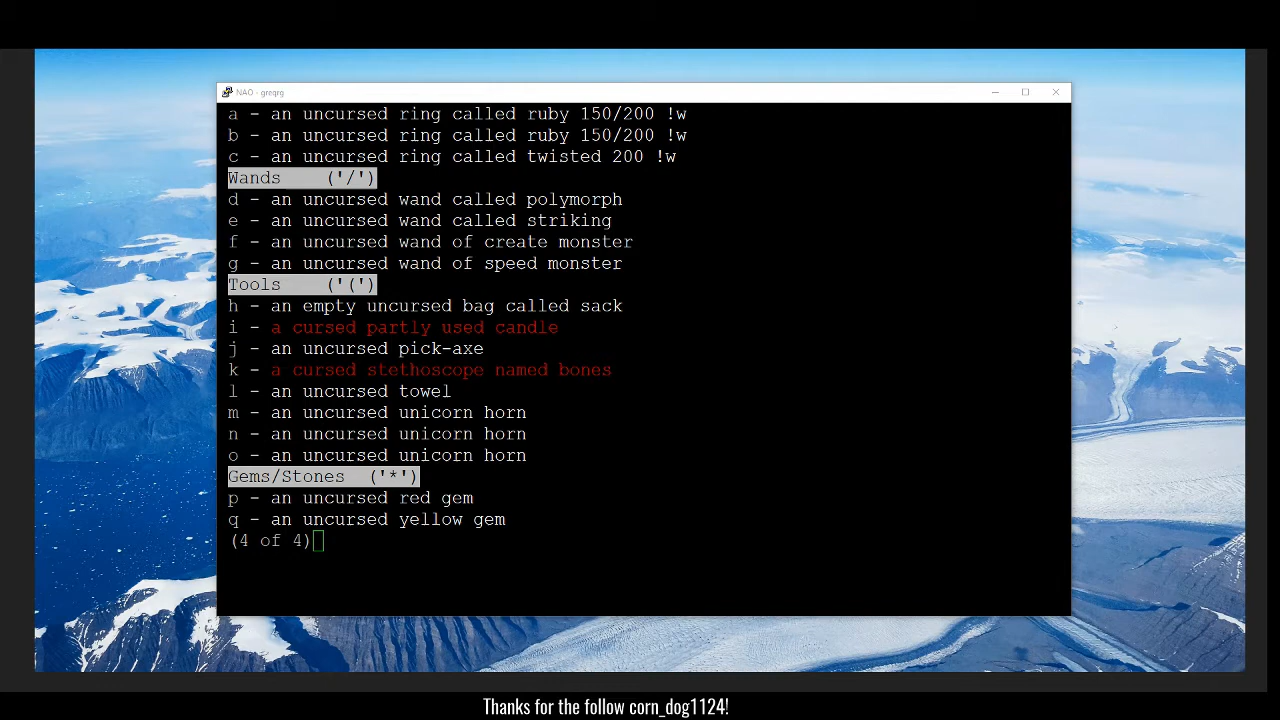 NAO - greqrg
a - an uncursed ring called ruby 150/200 !w
b - an uncursed ring called ruby 150/200 !w
c - an uncursed ring called twisted 200 !w
Wands ('/')
d - an uncursed wand called polymorph
e - an uncursed wand called striking
f - an uncursed wand of create monster
g - an uncursed wand of speed monster
Tools ('(')
h - an empty uncursed bag called sack
i - a cursed partly used candle
j - an uncursed pick-axe
k - a cursed stethoscope named bones
l - an uncursed towel
m - an uncursed unicorn horn
n - an uncursed unicorn horn
o - an uncursed unicorn horn
Gems/Stones ('*')
p - an uncursed red gem
q - an uncursed yellow gem
(4 of 4)
Thanks for the follow corn_dog1124!